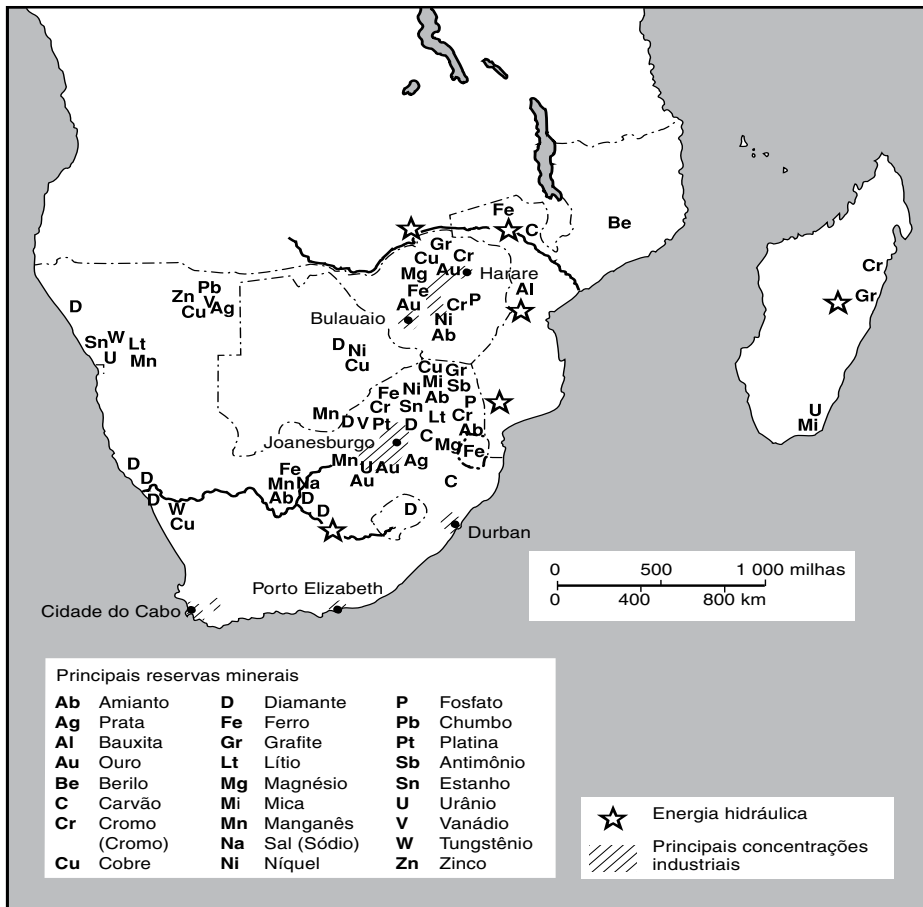 Fe
C
Be
Gr
Cu Cr
Mg Au Harare
Fe
Au Cr P
Bulauaio Ni
Ab
Al
Cr
Gr
U
Mi
D
Pb
Zn V
Cu Ag
Sn W Lt
U Mn
D Ni
Cu
Cu Gr
Mi Sb
Fe Ni Ab P
Mn Cr Sn Lt Cr
D V Pt D Ab
Joanesburgo C Mg
Fe
Mn U Au Ag
Au
C
D
D
D
Fe
Mn Na
Ab D
D
D
W
Cu
Durban
Porto Elizabeth
Cidade do Cabo
0 500 1 000 milhas
0 400 800 km
Principais reservas minerais
Ab Amianto
Ag Prata
Al Bauxita
Au Ouro
Be Berilo
C Carvão
Cr Cromo
(Cromo)
Cu Cobre
D Diamante
Fe Ferro
Gr Grafite
Lt Lítio
Mg Magnésio
Mi Mica
Mn Manganês
Na Sal (Sódio)
Ni Níquel
P Fosfato
Pb Chumbo
Pt Platina
Sb Antimônio
Sn Estanho
U Urânio
V Vanádio
W Tungstênio
Zn Zinco
Energia hidráulica
Principais concentrações
industriais